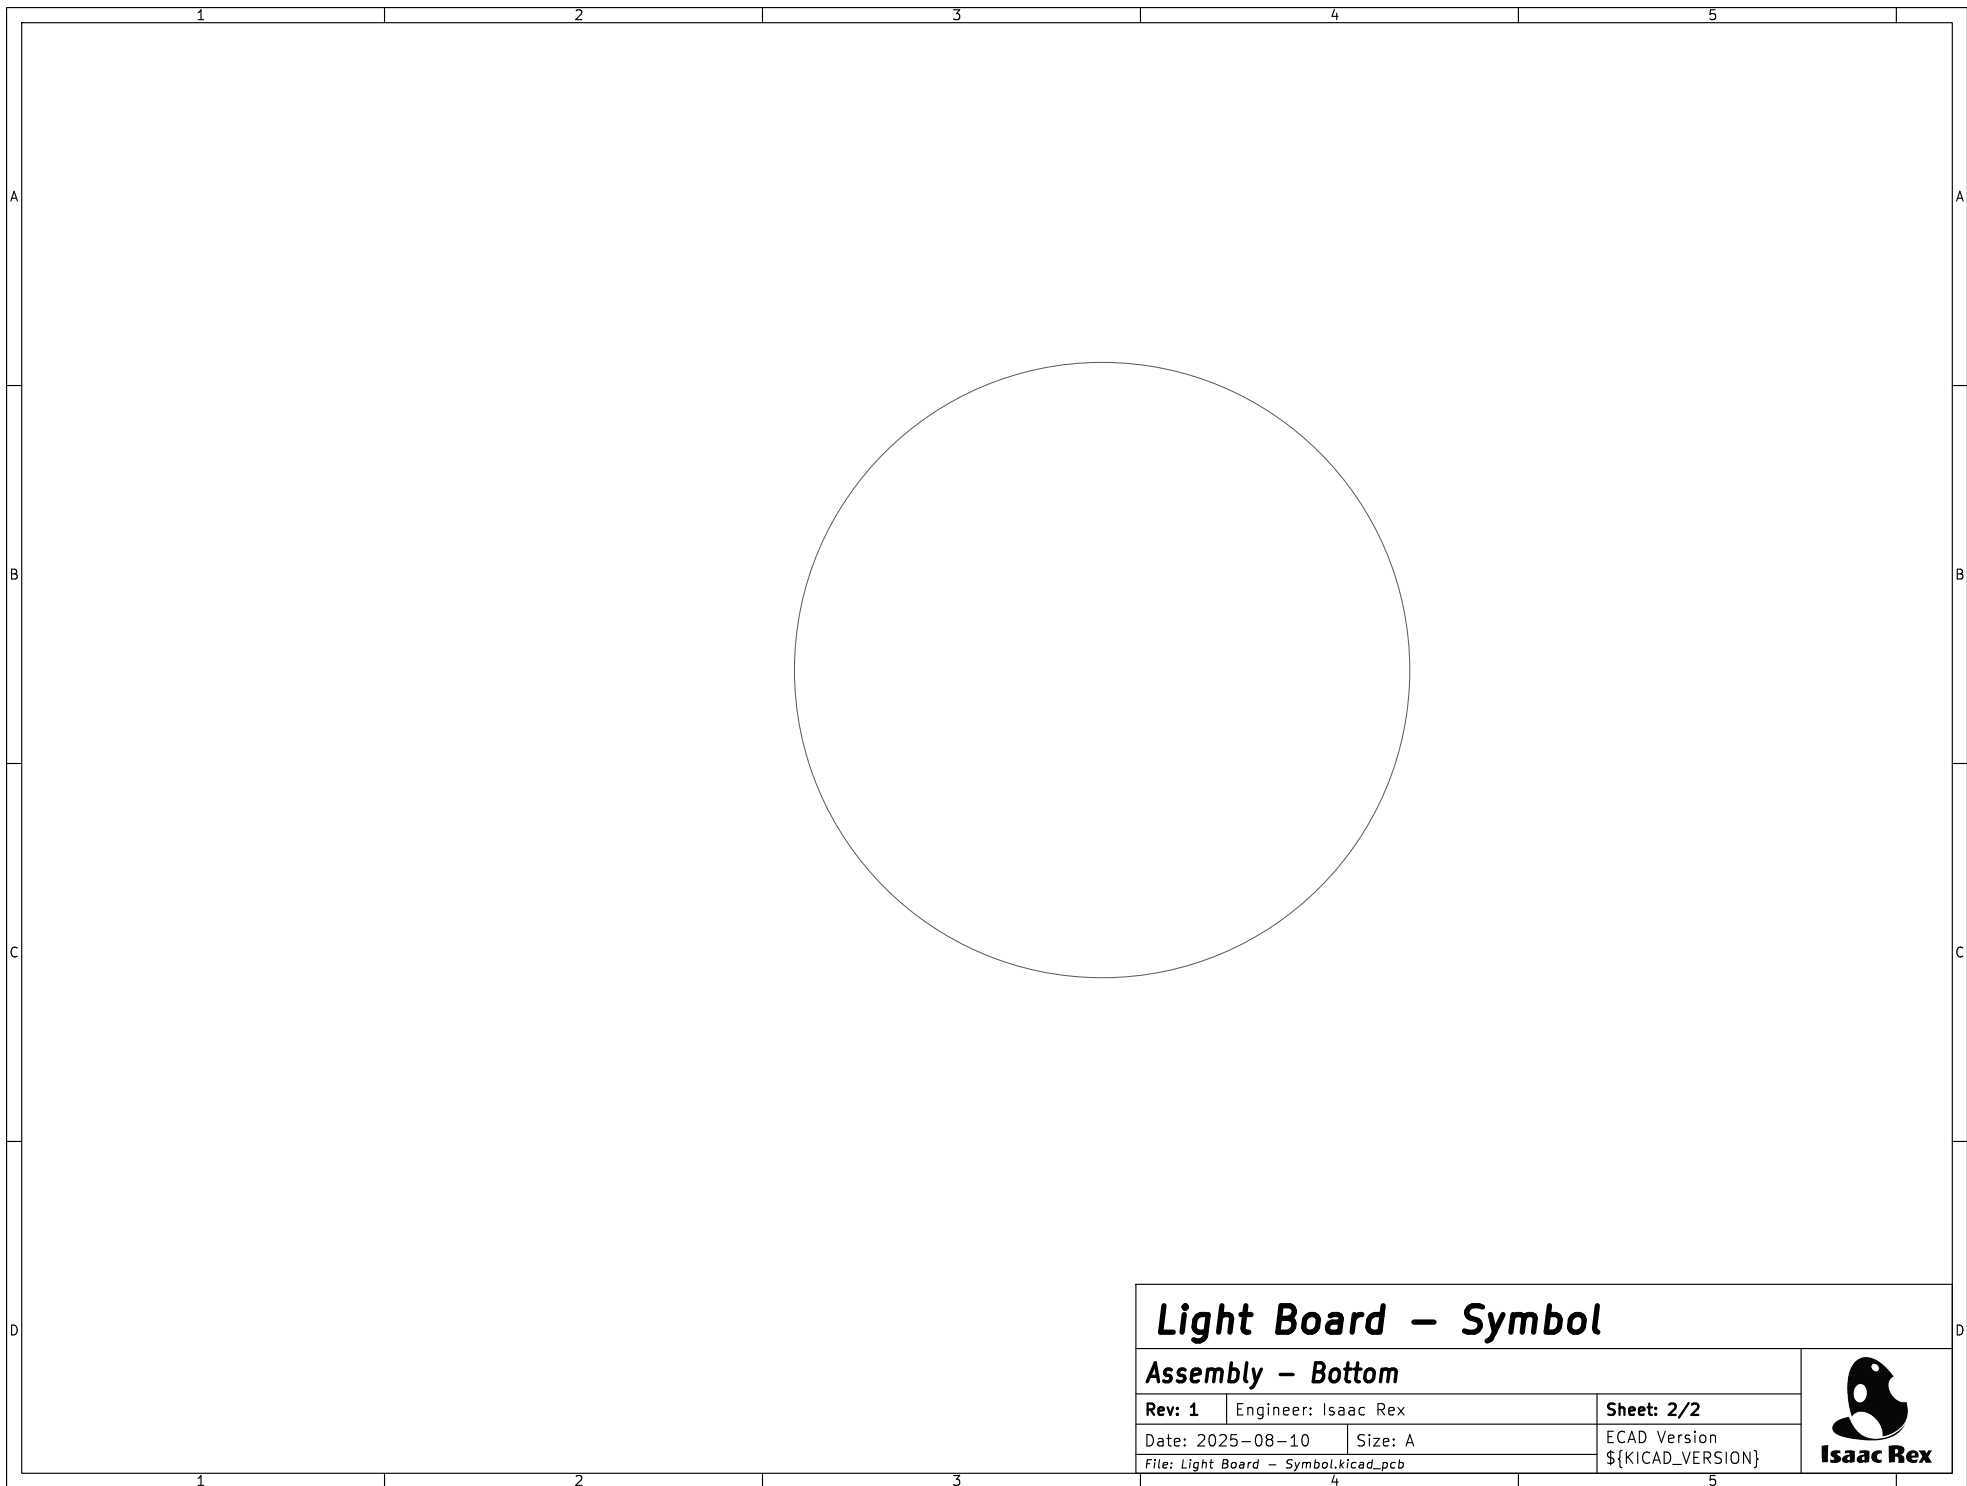 1 2 3 4 5
A A
B B
C C
D D
Light Board - Symbol
Assembly - Bottom
Rev: 1 Engineer: Isaac Rex Sheet: 2/2
Date: 2025-08-10 Size: A ECAD Version
${KICAD_VERSION}
File: Light Board - Symbol.kicad_pcb
Isaac Rex
1 2 3 4 5